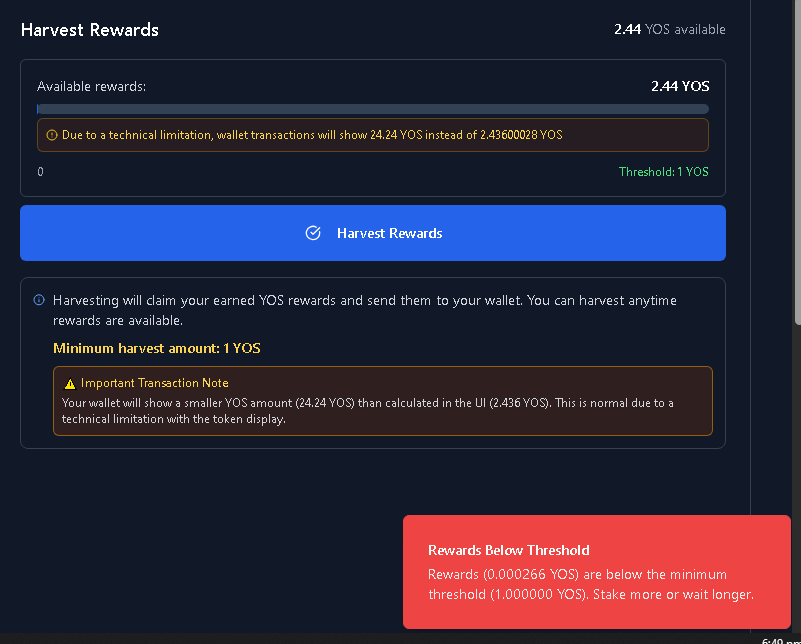 Harvest Rewards
2.44 YOS available
Available rewards:
2.44 YOS
Due to a technical limitation, wallet transactions will show 24.24 YOS instead of 2.43600028 YOS
0
Threshold: 1 YOS
Harvest Rewards
Harvesting will claim your earned YOS rewards and send them to your wallet. You can harvest anytime
rewards are available.
Minimum harvest amount: 1 YOS
Important Transaction Note
Your wallet will show a smaller YOS amount (24.24 YOS) than calculated in the UI (2.436 YOS). This is normal due to a
technical limitation with the token display.
Rewards Below Threshold
Rewards (0.000266 YOS) are below the minimum
threshold (1.000000 YOS). Stake more or wait longer.